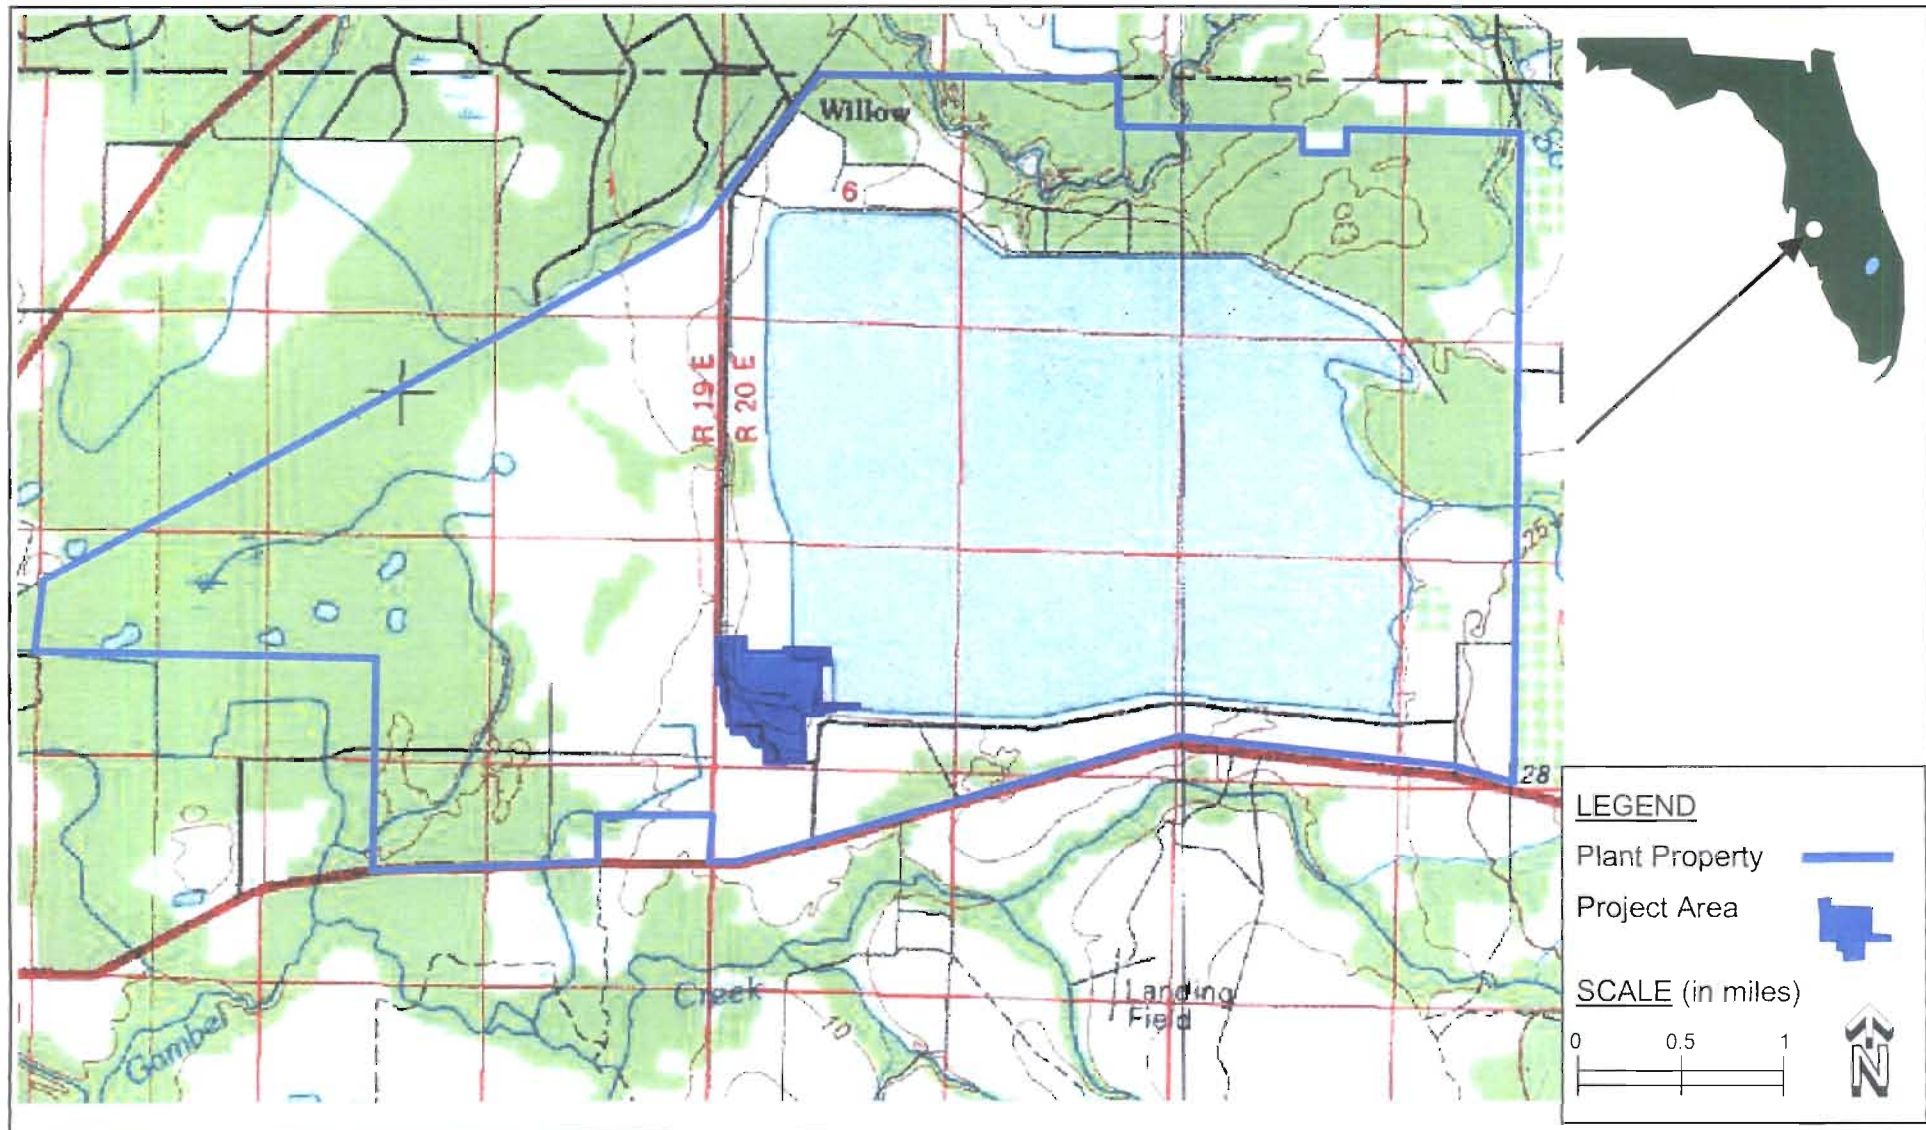 Willow
6
R 19 E
R 20 E
25
28
Gamber
Creek
10
Landing
Field
LEGEND
Plant Property
Project Area
SCALE (in miles)
0 0.5 1
N